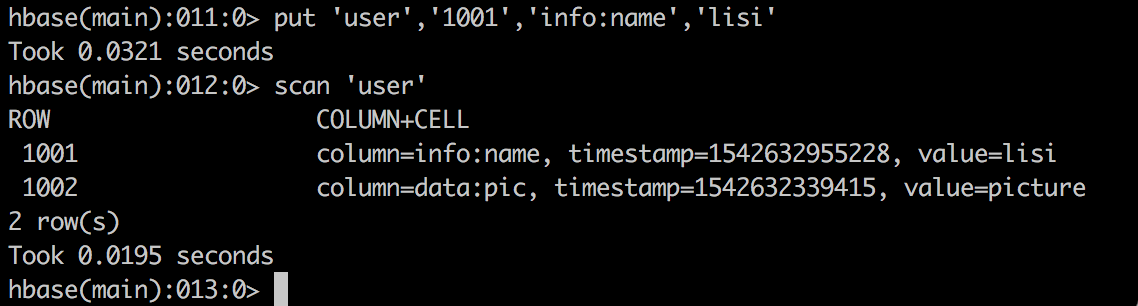 hbase(main):011:0> put 'user','1001','info:name','lisi'
Took 0.0321 seconds
hbase(main):012:0> scan 'user'
ROW                    COLUMN+CELL
 1001                  column=info:name, timestamp=1542632955228, value=lisi
 1002                  column=data:pic, timestamp=1542632339415, value=picture
2 row(s)
Took 0.0195 seconds
hbase(main):013:0>